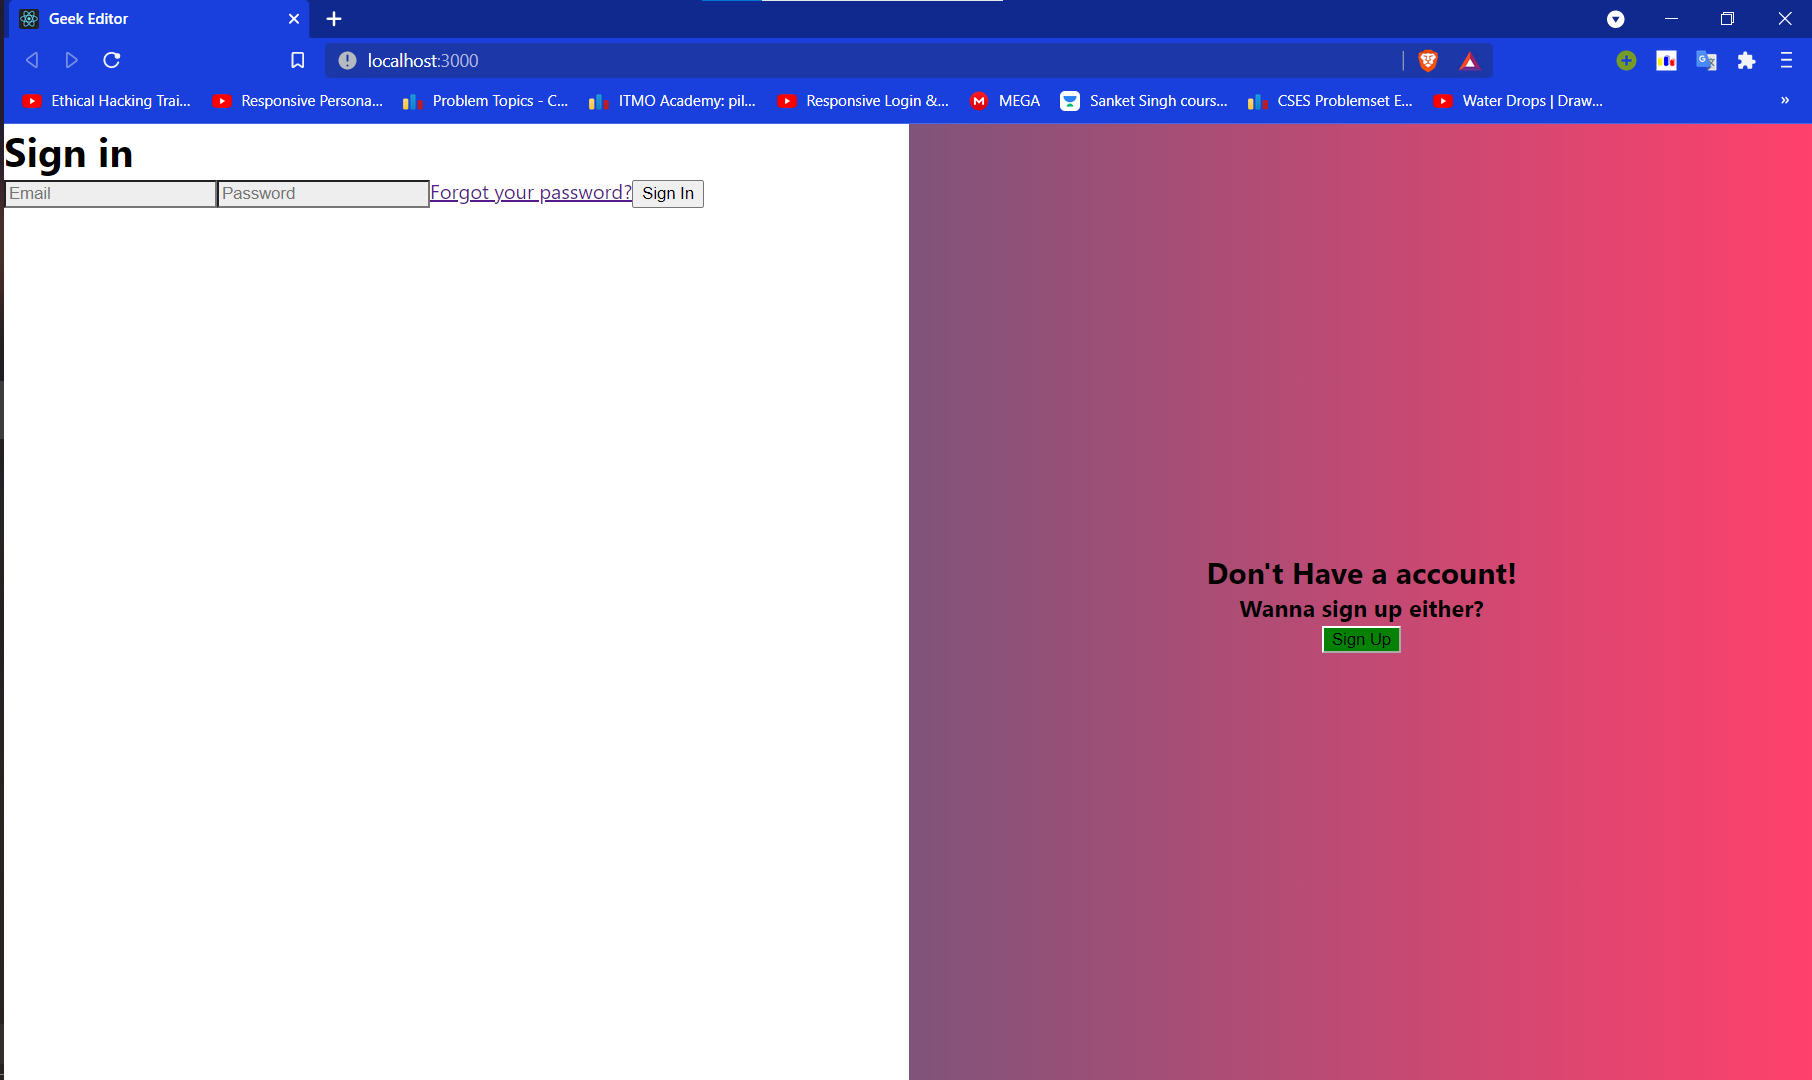 Geek Editor
localhost:3000
Ethical Hacking Trai... Responsive Persona... Problem Topics - C... ITMO Academy: pil... Responsive Login &... MEGA Sanket Singh cours... CSES Problemset E... Water Drops | Draw... »
Sign in
Email Password Forgot your password? Sign In
Don't Have a account!
Wanna sign up either?
Sign Up